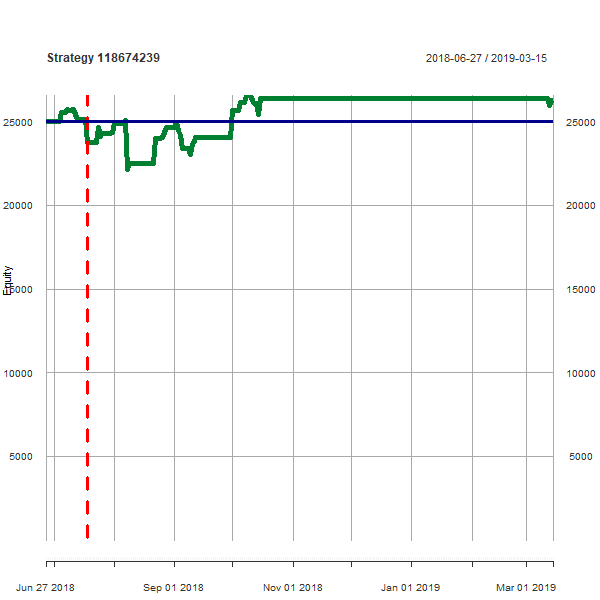 Strategy 118674239 2018-06-27 / 2019-03-15
25000 25000
20000 20000
15000 15000
Equity
10000 10000
5000 5000
Jun 27 2018 Sep 01 2018 Nov 01 2018 Jan 01 2019 Mar 01 2019